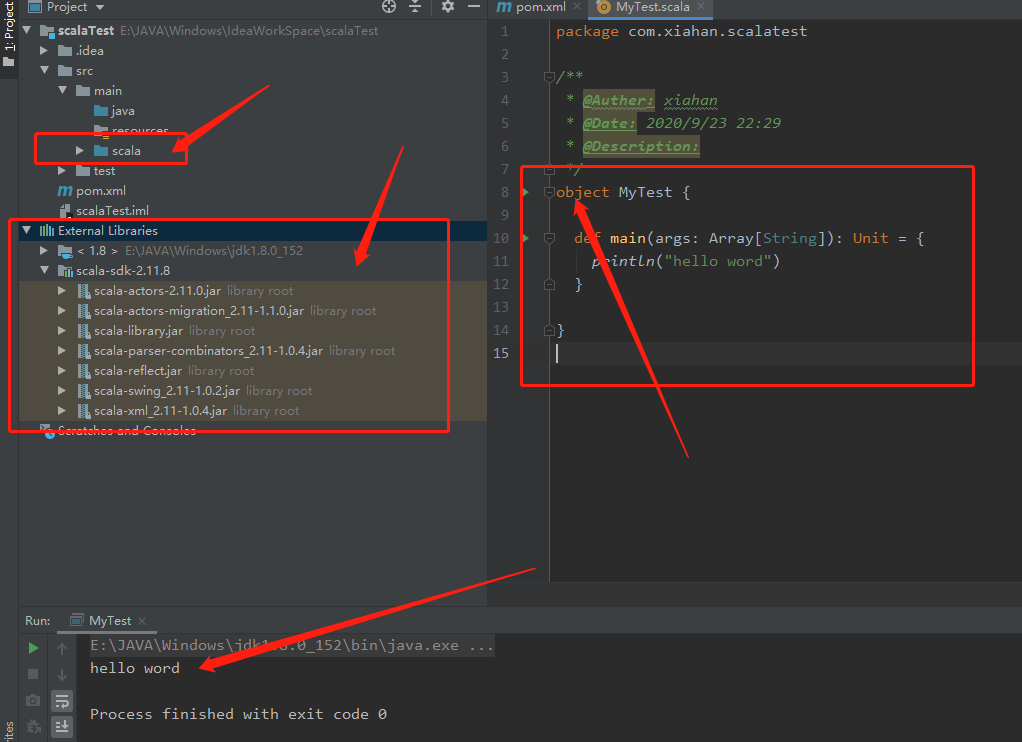 Project
pom.xml
MyTest.scala
1: Project
scalaTest E:\JAVA\Windows\IdeaWorkSpace\scalaTest
.idea
src
main
java
resources
scala
test
pom.xml
scalaTest.iml
External Libraries
< 1.8 > E:\JAVA\Windows\jdk1.8.0_152
scala-sdk-2.11.8
scala-actors-2.11.0.jar library root
scala-actors-migration_2.11-1.1.0.jar library root
scala-library.jar library root
scala-parser-combinators_2.11-1.0.4.jar library root
scala-reflect.jar library root
scala-swing_2.11-1.0.2.jar library root
scala-xml_2.11-1.0.4.jar library root
Scratches and Consoles
1 package com.xiahan.scalatest
2
3 /**
4 * @Auther: xiahan
5 * @Date: 2020/9/23 22:29
6 * @Description:
7 */
8 object MyTest {
9
10 def main(args: Array[String]): Unit = {
11 println("hello word")
12 }
13
14 }
15
Run: MyTest
E:\JAVA\Windows\jdk1.8.0_152\bin\java.exe ...
hello word
Process finished with exit code 0